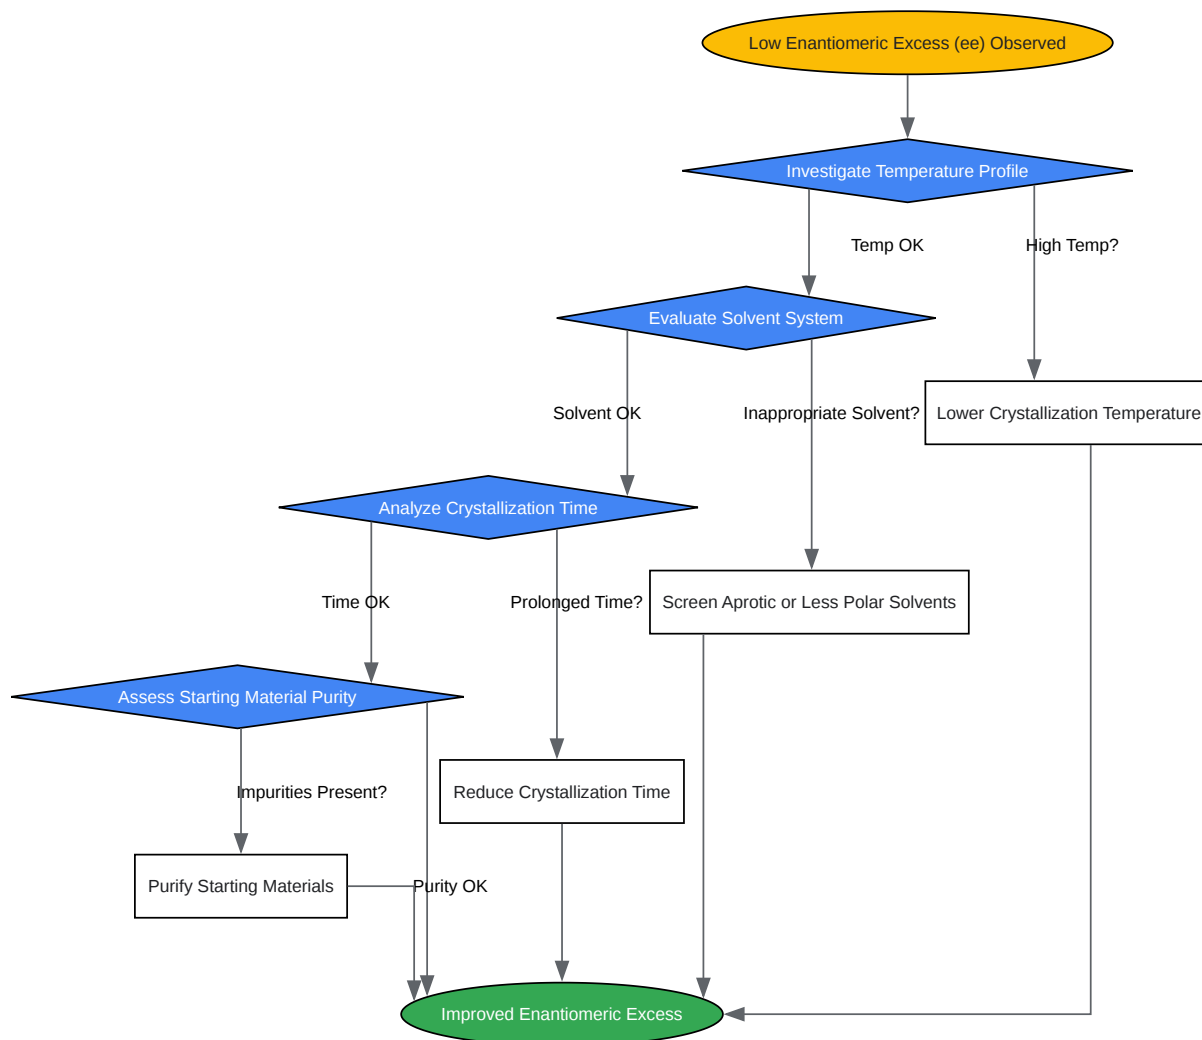 Low Enantiomeric Excess (ee) Observed
Investigate Temperature Profile
Temp OK
High Temp?
Evaluate Solvent System
Solvent OK
Inappropriate Solvent?
Lower Crystallization Temperature
Analyze Crystallization Time
Time OK
Prolonged Time?
Screen Aprotic or Less Polar Solvents
Assess Starting Material Purity
Impurities Present?
Reduce Crystallization Time
Purify Starting Materials
Purity OK
Improved Enantiomeric Excess